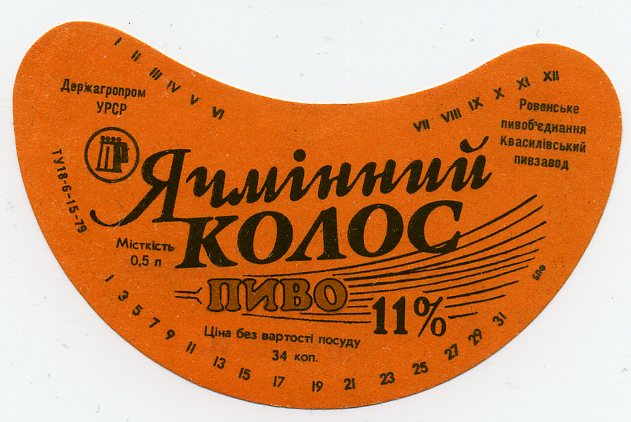 I II III IV V VI
VII VIII IX X XI XII
Держагропром
УРСР
Ровенське
пивоб'єднання
Квасилівський
пивзавод
ТУ18-6-15-79
Ячмінний
КОЛОС
Місткість
0,5 л
ПИВО
11%
БПФ
Ціна без вартості посуду
34 коп.
1 3 5 7 9 11 13 15 17 19 21 23 25 27 29 31